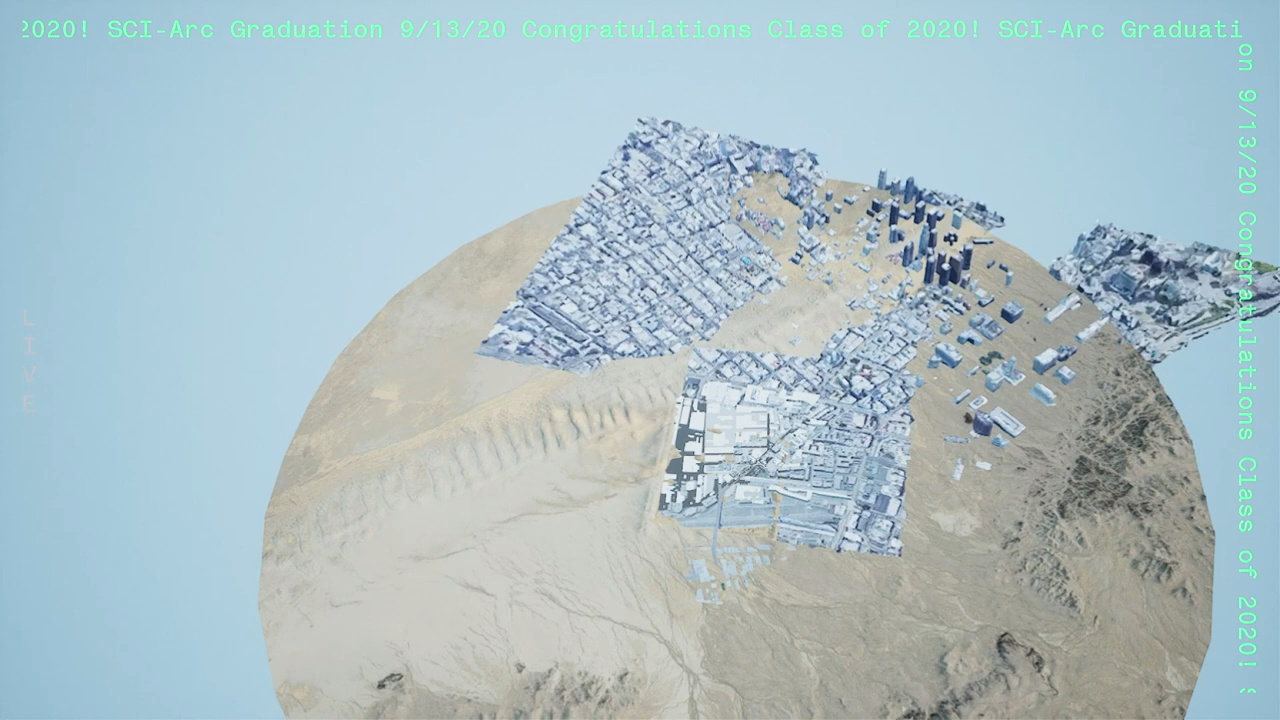 2020! SCI-Arc Graduation 9/13/20 Congratulations Class of 2020! SCI-Arc Graduati
on 9/13/20 Congratulations Class of 2020!
LIVE